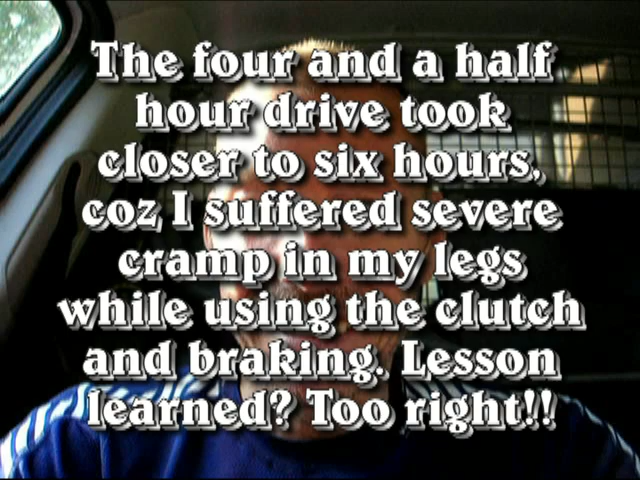 The four and a half
hour drive took
closer to six hours,
coz I suffered severe
cramp in my legs
while using the clutch
and braking. Lesson
learned? Too right!!